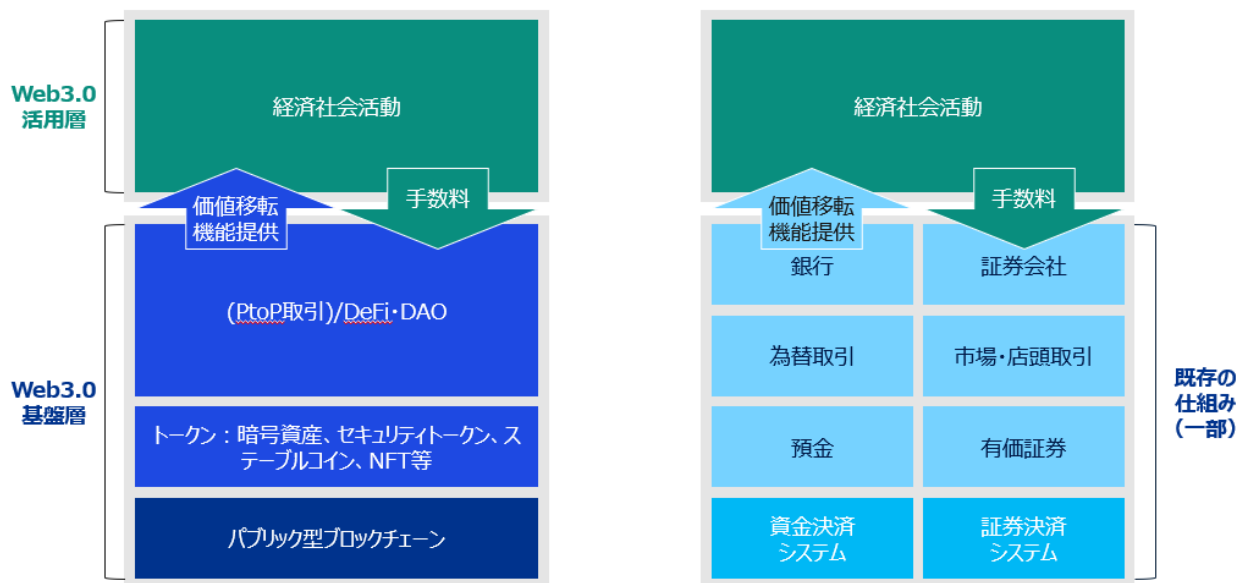 Web3.0
活用層
経済社会活動
価値移転
機能提供
手数料
Web3.0
基盤層
(PtoP取引)/DeFi・DAO
トークン：暗号資産、セキュリティトークン、ス
テーブルコイン、NFT等
パブリック型ブロックチェーン
経済社会活動
価値移転
機能提供
手数料
銀行
証券会社
為替取引
市場・店頭取引
預金
有価証券
資金決済
システム
証券決済
システム
既存の
仕組み
（一部）